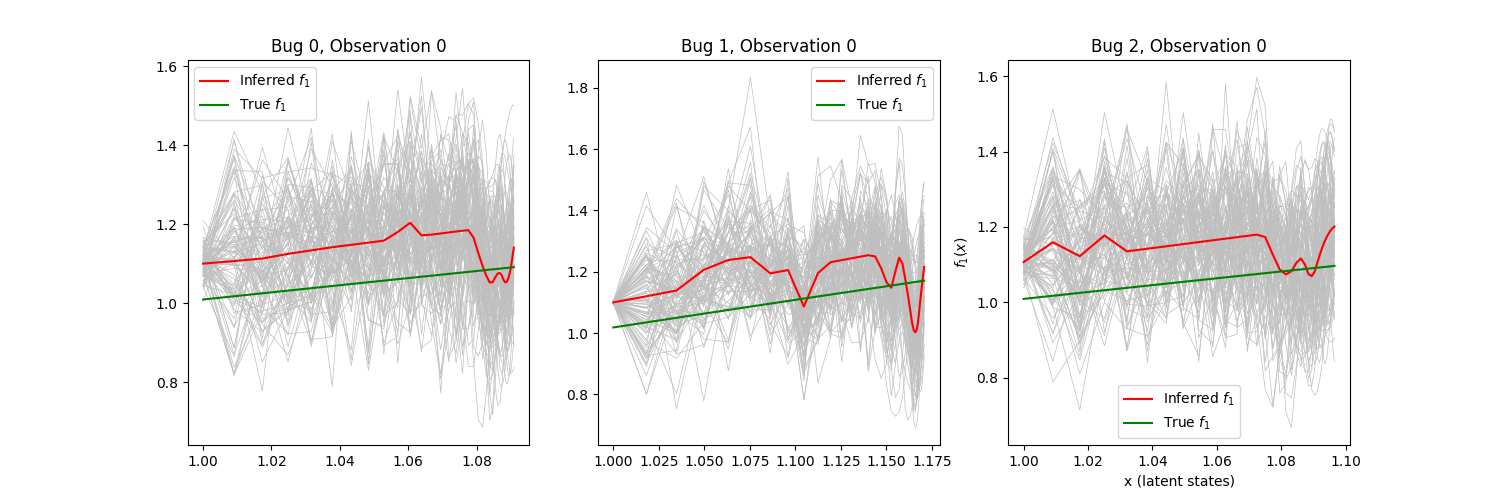 Bug 0, Observation 0
Inferred f₁
True f₁
1.6
1.4
1.2
1.0
0.8
1.00 1.02 1.04 1.06 1.08
Bug 1, Observation 0
Inferred f₁
True f₁
1.8
1.6
1.4
1.2
1.0
0.8
1.000 1.025 1.050 1.075 1.100 1.125 1.150 1.175
Bug 2, Observation 0
Inferred f₁
True f₁
f₁(x)
1.6
1.4
1.2
1.0
0.8
1.00 1.02 1.04 1.06 1.08 1.10
x (latent states)